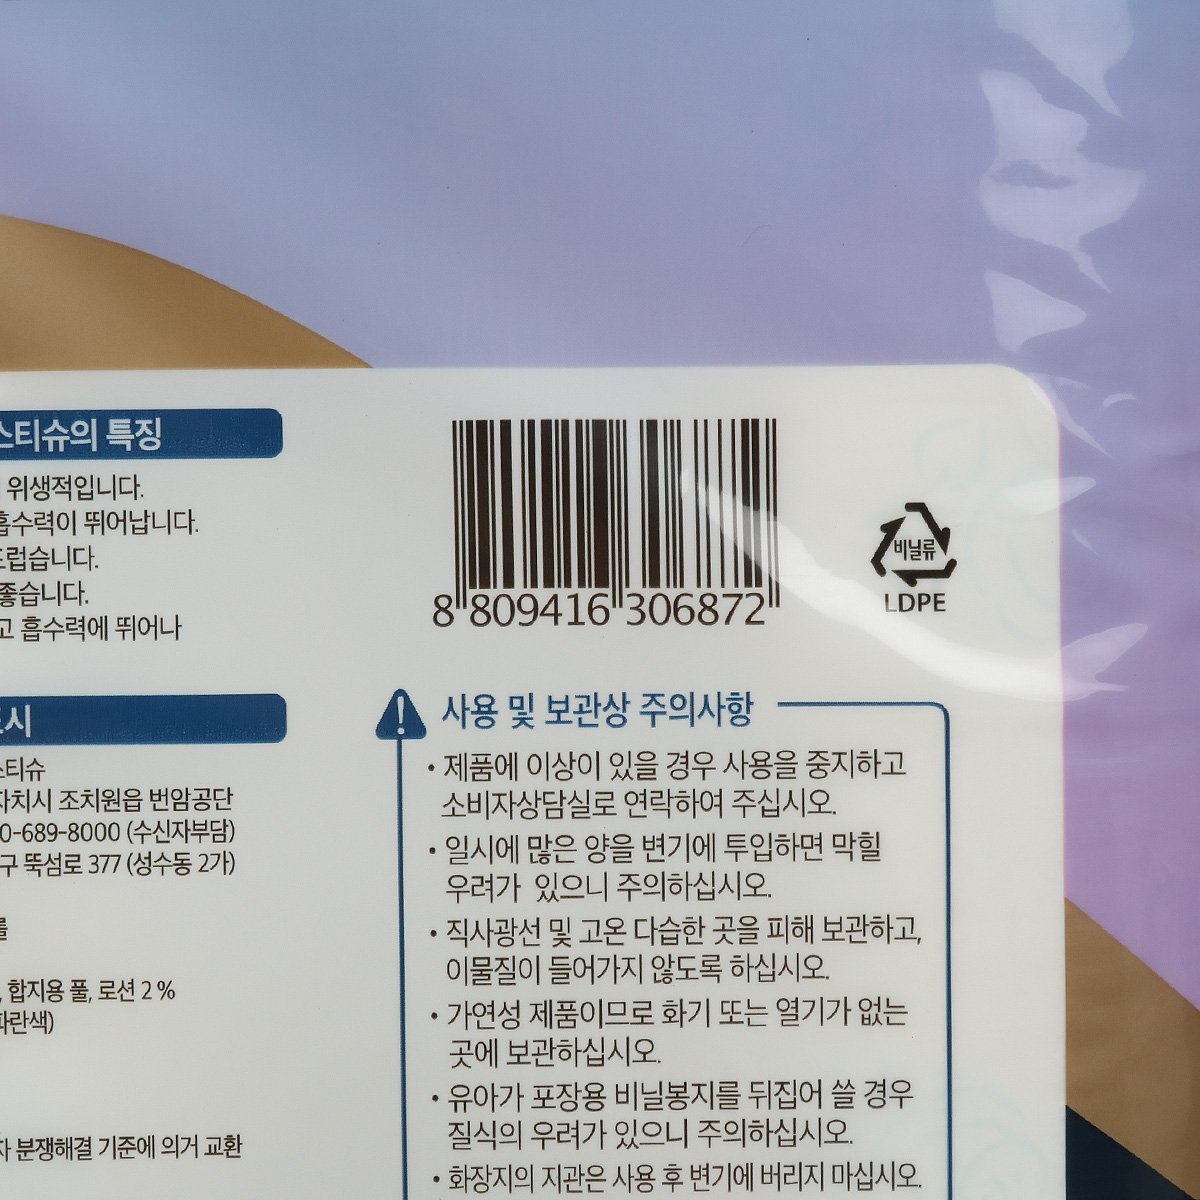 스티슈의 특징
위생적입니다.
흡수력이 뛰어납니다.
드럽습니다.
좋습니다.
고 흡수력에 뛰어나
8 809416 306872
비닐류
LDPE
표시
스티슈
자치시 조치원읍 번암공단
0-689-8000 (수신자부담)
구 뚝섬로 377 (성수동 2가)
를
, 합지용 풀, 로션 2 %
파란색)
자 분쟁해결 기준에 의거 교환
사용 및 보관상 주의사항
• 제품에 이상이 있을 경우 사용을 중지하고
소비자상담실로 연락하여 주십시오.
• 일시에 많은 양을 변기에 투입하면 막힐
우려가 있으니 주의하십시오.
• 직사광선 및 고온 다습한 곳을 피해 보관하고,
이물질이 들어가지 않도록 하십시오.
• 가연성 제품이므로 화기 또는 열기가 없는
곳에 보관하십시오.
• 유아가 포장용 비닐봉지를 뒤집어 쓸 경우
질식의 우려가 있으니 주의하십시오.
• 화장지의 지관은 사용 후 변기에 버리지 마십시오.